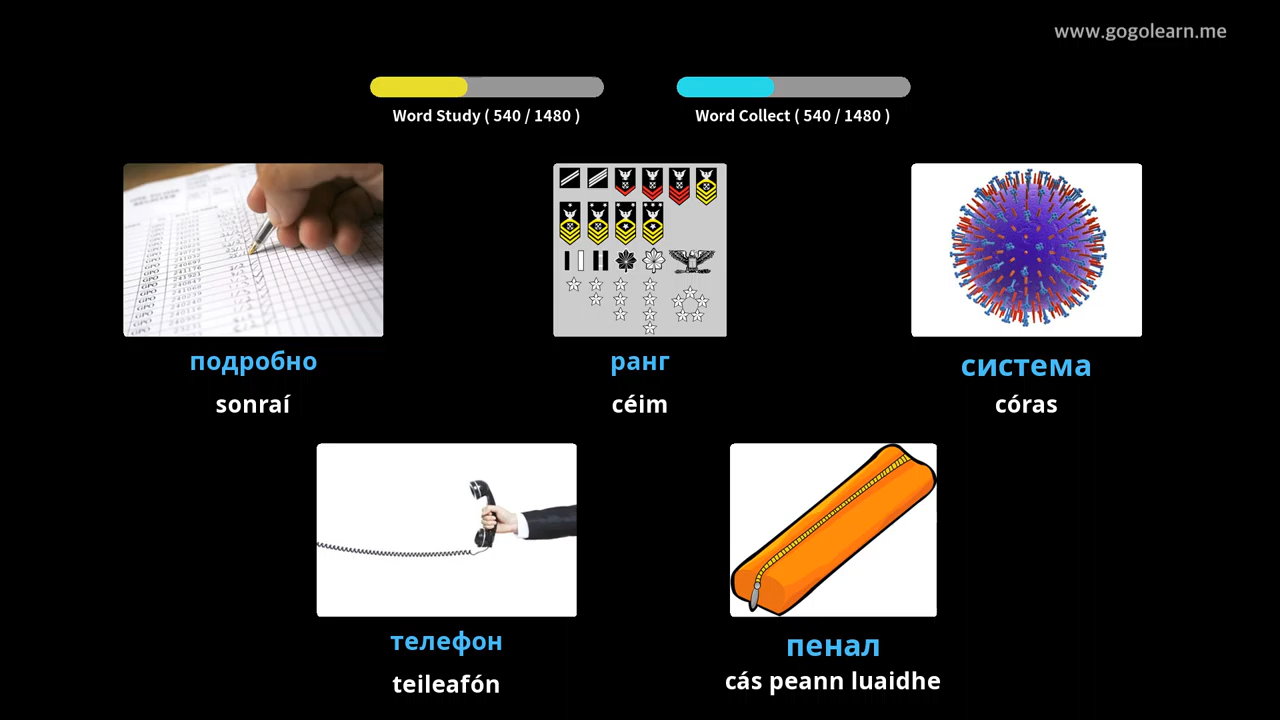 www.gogolearn.me
Word Study ( 540 / 1480 )
Word Collect ( 540 / 1480 )
подробно
sonraí
ранг
céim
система
córas
телефон
teileafón
пенал
cás peann luaidhe